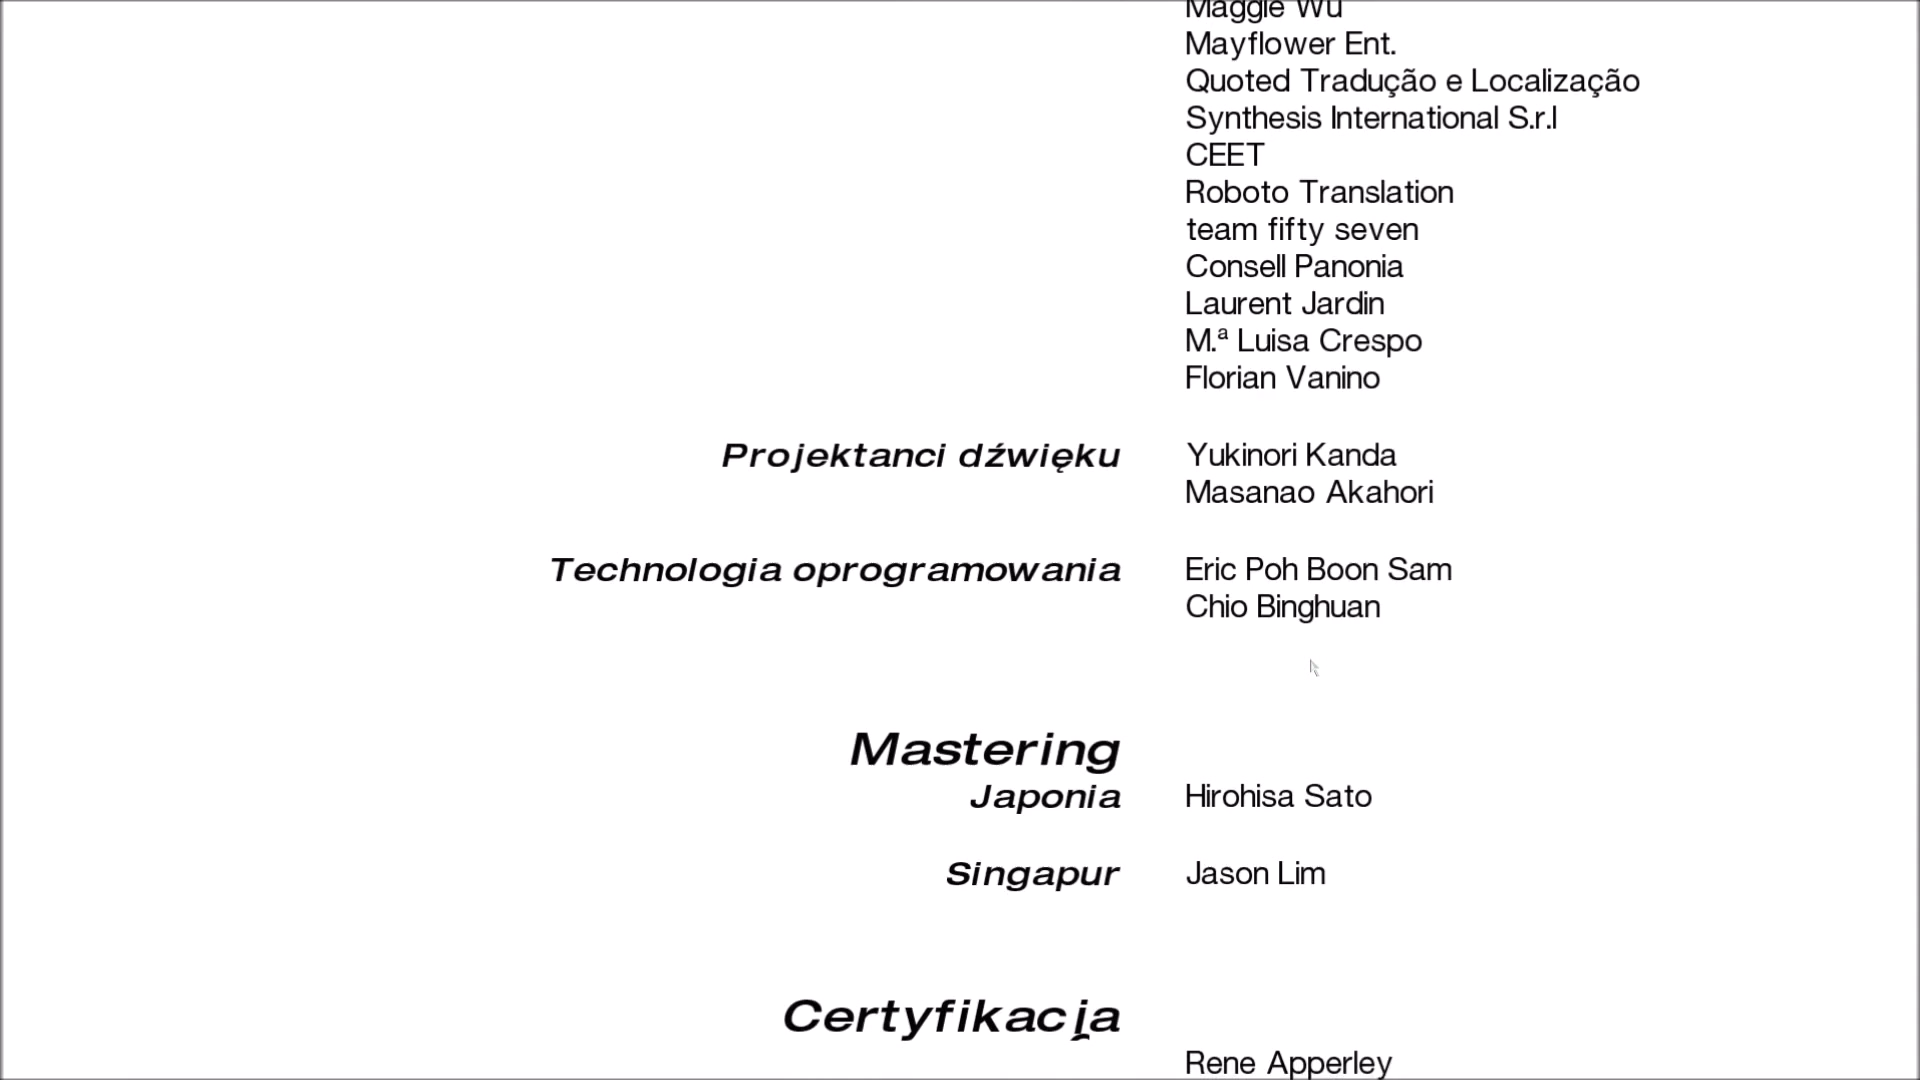 Maggie Wu
Mayflower Ent.
Quoted Tradução e Localização
Synthesis International S.r.l
CEET
Roboto Translation
team fifty seven
Consell Panonia
Laurent Jardin
M.ª Luisa Crespo
Florian Vanino
Projektanci dźwięku Yukinori Kanda
Masanao Akahori
Technologia oprogramowania Eric Poh Boon Sam
Chio Binghuan
Mastering
Japonia Hirohisa Sato
Singapur Jason Lim
Certyfikacja
Rene Apperley